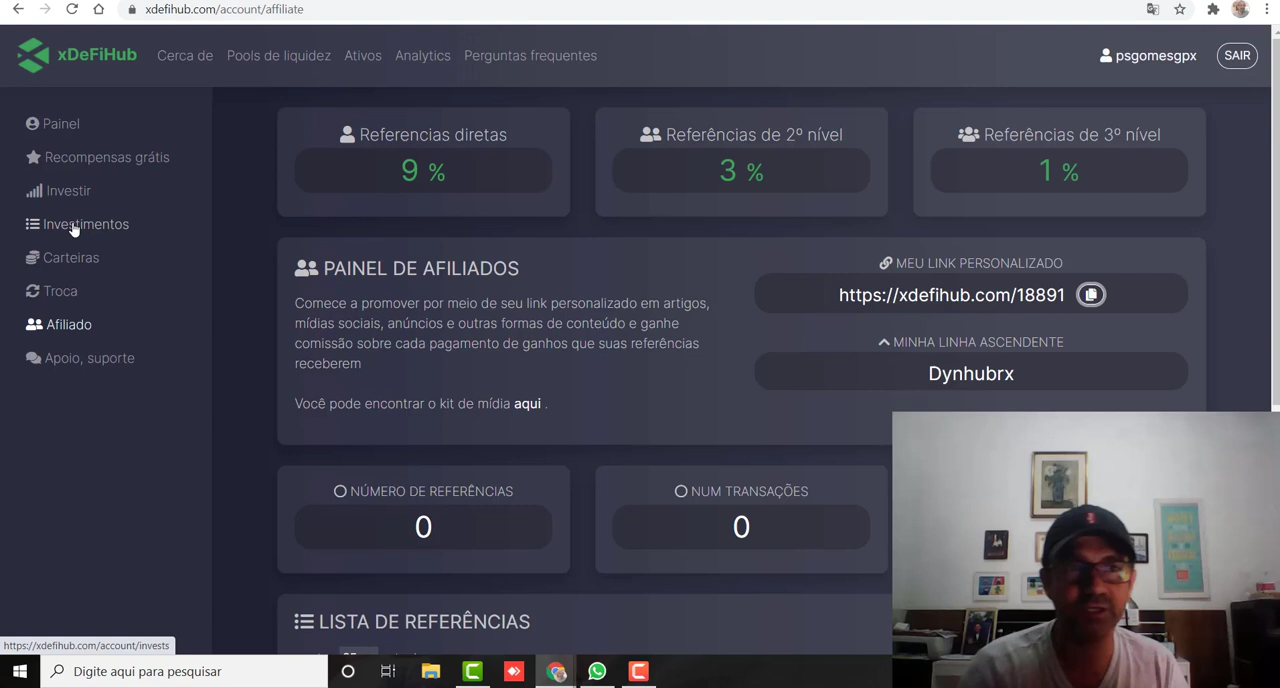 xdefihub.com/account/affiliate
xDeFiHub
Cerca de
Pools de liquidez
Ativos
Analytics
Perguntas frequentes
psgomesgpx
SAIR
Painel
Recompensas grátis
Investir
Investimentos
Carteiras
Troca
Afiliado
Apoio, suporte
Referencias diretas
9 %
Referências de 2º nível
3 %
Referências de 3º nível
1 %
PAINEL DE AFILIADOS
Comece a promover por meio de seu link personalizado em artigos,
mídias sociais, anúncios e outras formas de conteúdo e ganhe
comissão sobre cada pagamento de ganhos que suas referências
receberem
Você pode encontrar o kit de mídia aqui .
MEU LINK PERSONALIZADO
https://xdefihub.com/18891
MINHA LINHA ASCENDENTE
Dynhubrx
NÚMERO DE REFERÊNCIAS
0
NUM TRANSAÇÕES
0
LISTA DE REFERÊNCIAS
https://xdefihub.com/account/invests
Digite aqui para pesquisar